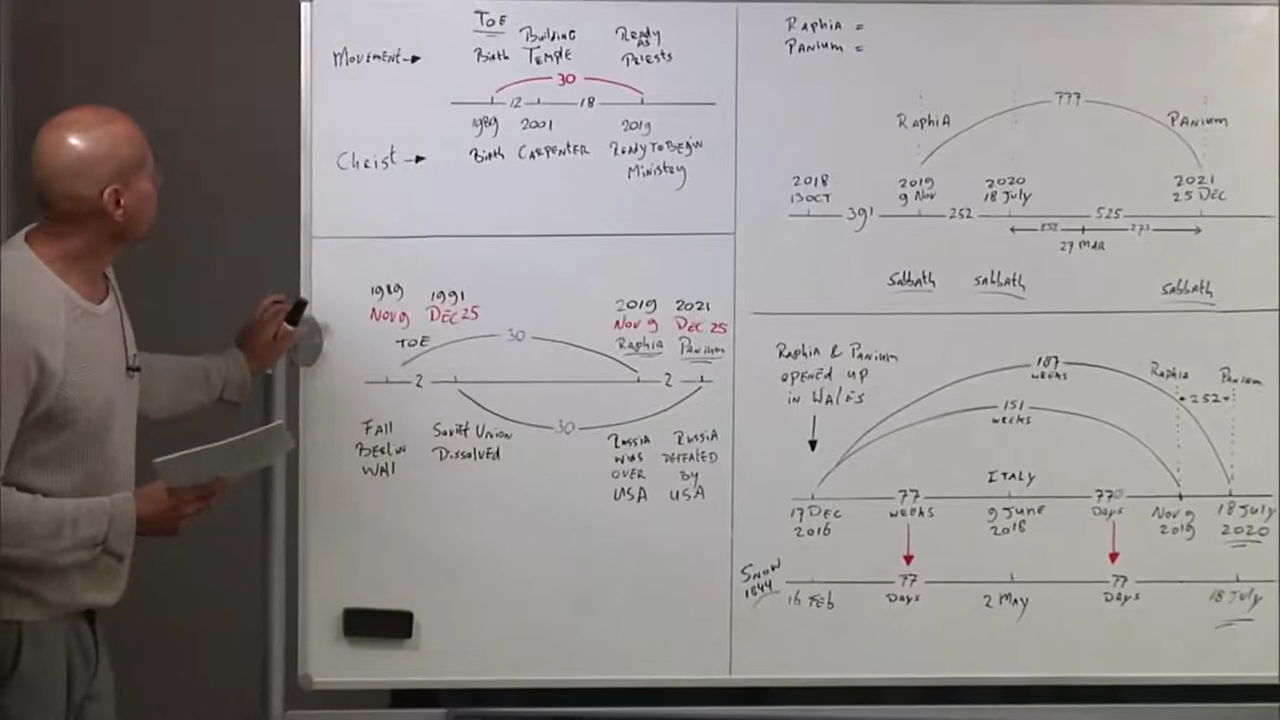 TOE
Building
Ready
As
Movement
Birth
Temple
Priests
30
12
18
1989
2001
2019
Christ
Birth
Carpenter
Ready to Begin
Ministry
1989
1991
Nov 9
Dec 25
TOE
30
2019
2021
Nov 9
Dec 25
Raphia
Panium
2
2
30
Fall
Berlin
Wall
Soviet Union
Dissolved
Russia
was
over
USA
Russia
Defeated
by
USA
Raphia =
Panium =
777
Raphia
Panium
2018
13 Oct
2019
9 Nov
2020
18 July
2021
25 Dec
391
252
525
252
273
27 Mar
Sabbath
Sabbath
Sabbath
Raphia & Panium
opened up
in Wales
187
weeks
151
weeks
Raphia
Panium
252
Italy
77
weeks
770
Days
17 Dec
2016
9 June
2018
Nov 9
2019
18 July
2020
Snow
1844
77
Days
77
Days
16 Feb
2 May
18 July